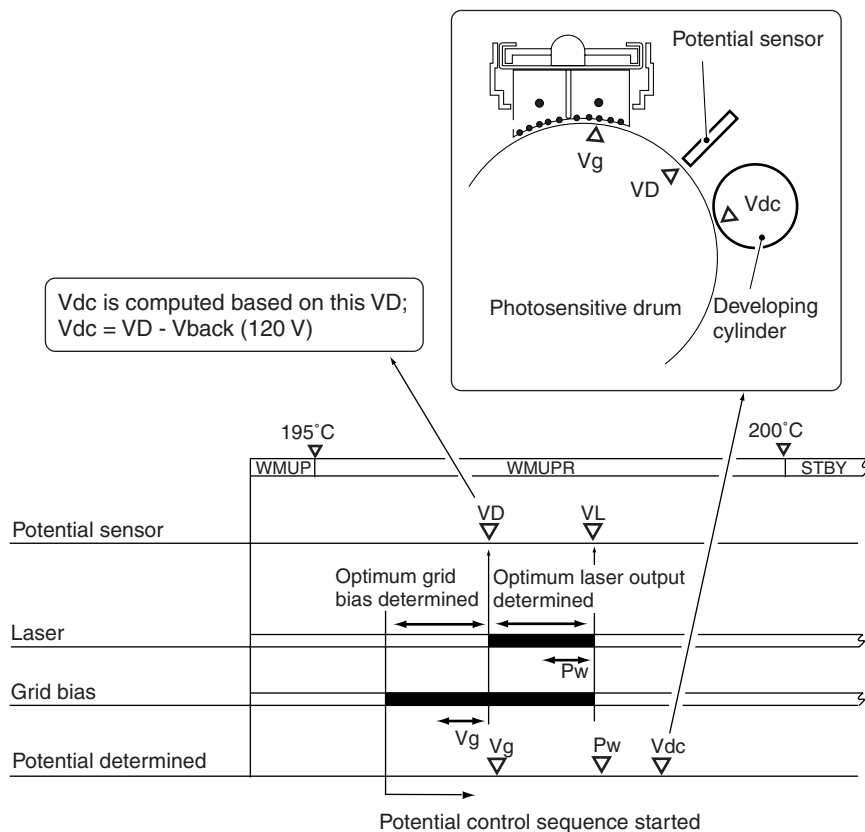 Potential sensor
Vg
VD
Vdc
Photosensitive drum
Developing
cylinder
Vdc is computed based on this VD;
Vdc = VD - Vback (120 V)
195˚C
200˚C
WMUP
WMUPR
STBY
VD
VL
Potential sensor
Optimum grid
bias determined
Optimum laser output
determined
Laser
Pw
Grid bias
Vg
Vg
Pw
Vdc
Potential determined
Potential control sequence started